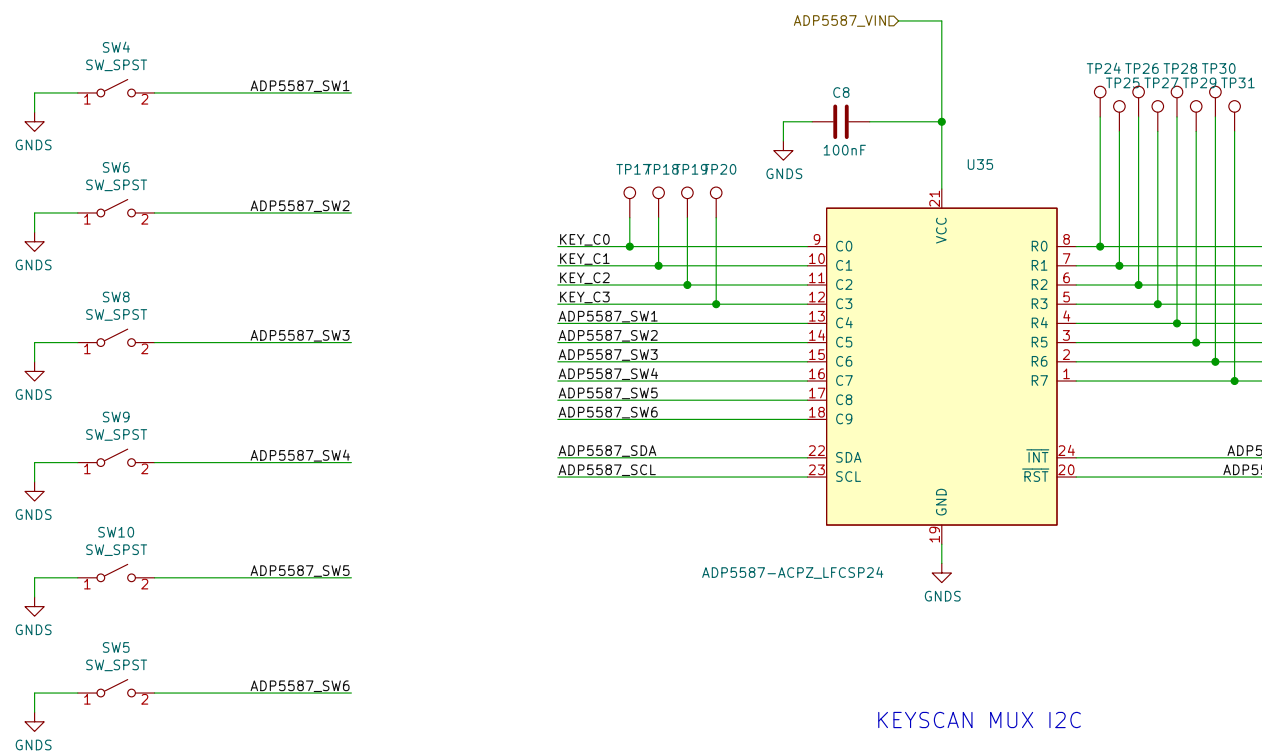 SW4
SW_SPST
ADP5587_SW1
1
2
GNDS
SW6
SW_SPST
ADP5587_SW2
1
2
GNDS
SW8
SW_SPST
ADP5587_SW3
1
2
GNDS
SW9
SW_SPST
ADP5587_SW4
1
2
GNDS
SW10
SW_SPST
ADP5587_SW5
1
2
GNDS
SW5
SW_SPST
ADP5587_SW6
1
2
GNDS
ADP5587_VIN
C8
100nF
GNDS
U35
TP17
TP18
TP19
TP20
TP24
TP25
TP26
TP27
TP28
TP29
TP30
TP31
21
VCC
KEY_C0 9 C0
KEY_C1 10 C1
KEY_C2 11 C2
KEY_C3 12 C3
ADP5587_SW1 13 C4
ADP5587_SW2 14 C5
ADP5587_SW3 15 C6
ADP5587_SW4 16 C7
ADP5587_SW5 17 C8
ADP5587_SW6 18 C9
ADP5587_SDA 22 SDA
ADP5587_SCL 23 SCL
R0 8
R1 7
R2 6
R3 5
R4 4
R5 3
R6 2
R7 1
INT 24 ADP5
RST 20 ADP5
GND
19
GNDS
ADP5587-ACPZ_LFCSP24
KEYSCAN MUX I2C